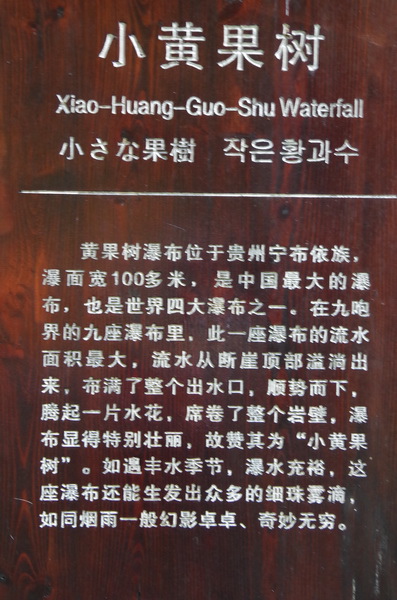 小黄果树
Xiao-Huang-Guo-Shu Waterfall
小さな果樹 작은황과수
黄果树瀑布位于贵州宁布依族，
瀑面宽100多米，是中国最大的瀑
布，也是世界四大瀑布之一。在九咆
界的九座瀑布里，此一座瀑布的流水
面积最大，流水从断崖顶部溢淌出
来，布满了整个出水口，顺势而下，
腾起一片水花，席卷了整个岩壁，瀑
布显得特别壮丽，故赞其为“小黄果
树”。如遇丰水季节，瀑水充裕，这
座瀑布还能生发出众多的细珠雾滴，
如同烟雨一般幻影卓卓、奇妙无穷。